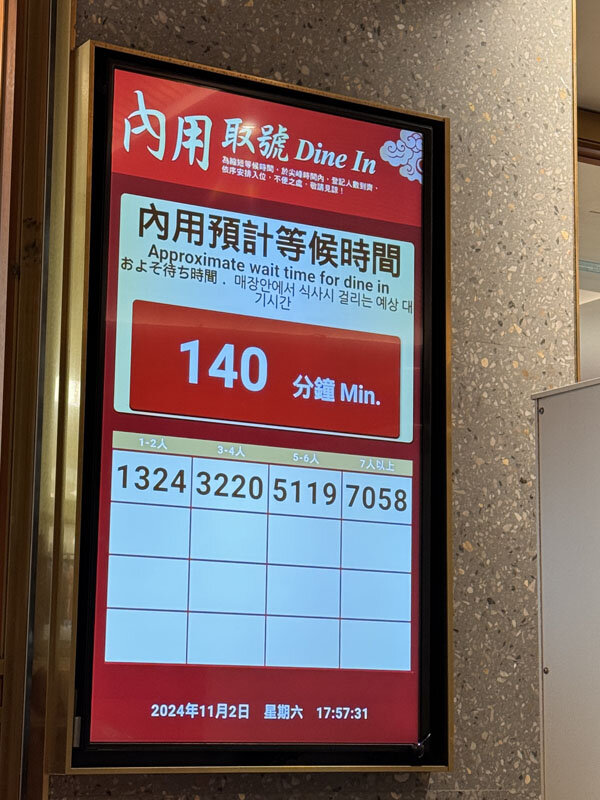 內用 取號 Dine In
為縮短等候時間，於尖峰時間內，登記人數到齊，
依序安排入位，不便之處，敬請見諒！
內用預計等候時間
Approximate wait time for dine in
およそ待ち時間．매장안에서 식사시 걸리는 예상 대
기시간
140 分鐘 Min.
1-2人 3-4人 5-6人 7人以上
1324 3220 5119 7058
2024年11月2日 星期六 17:57:31